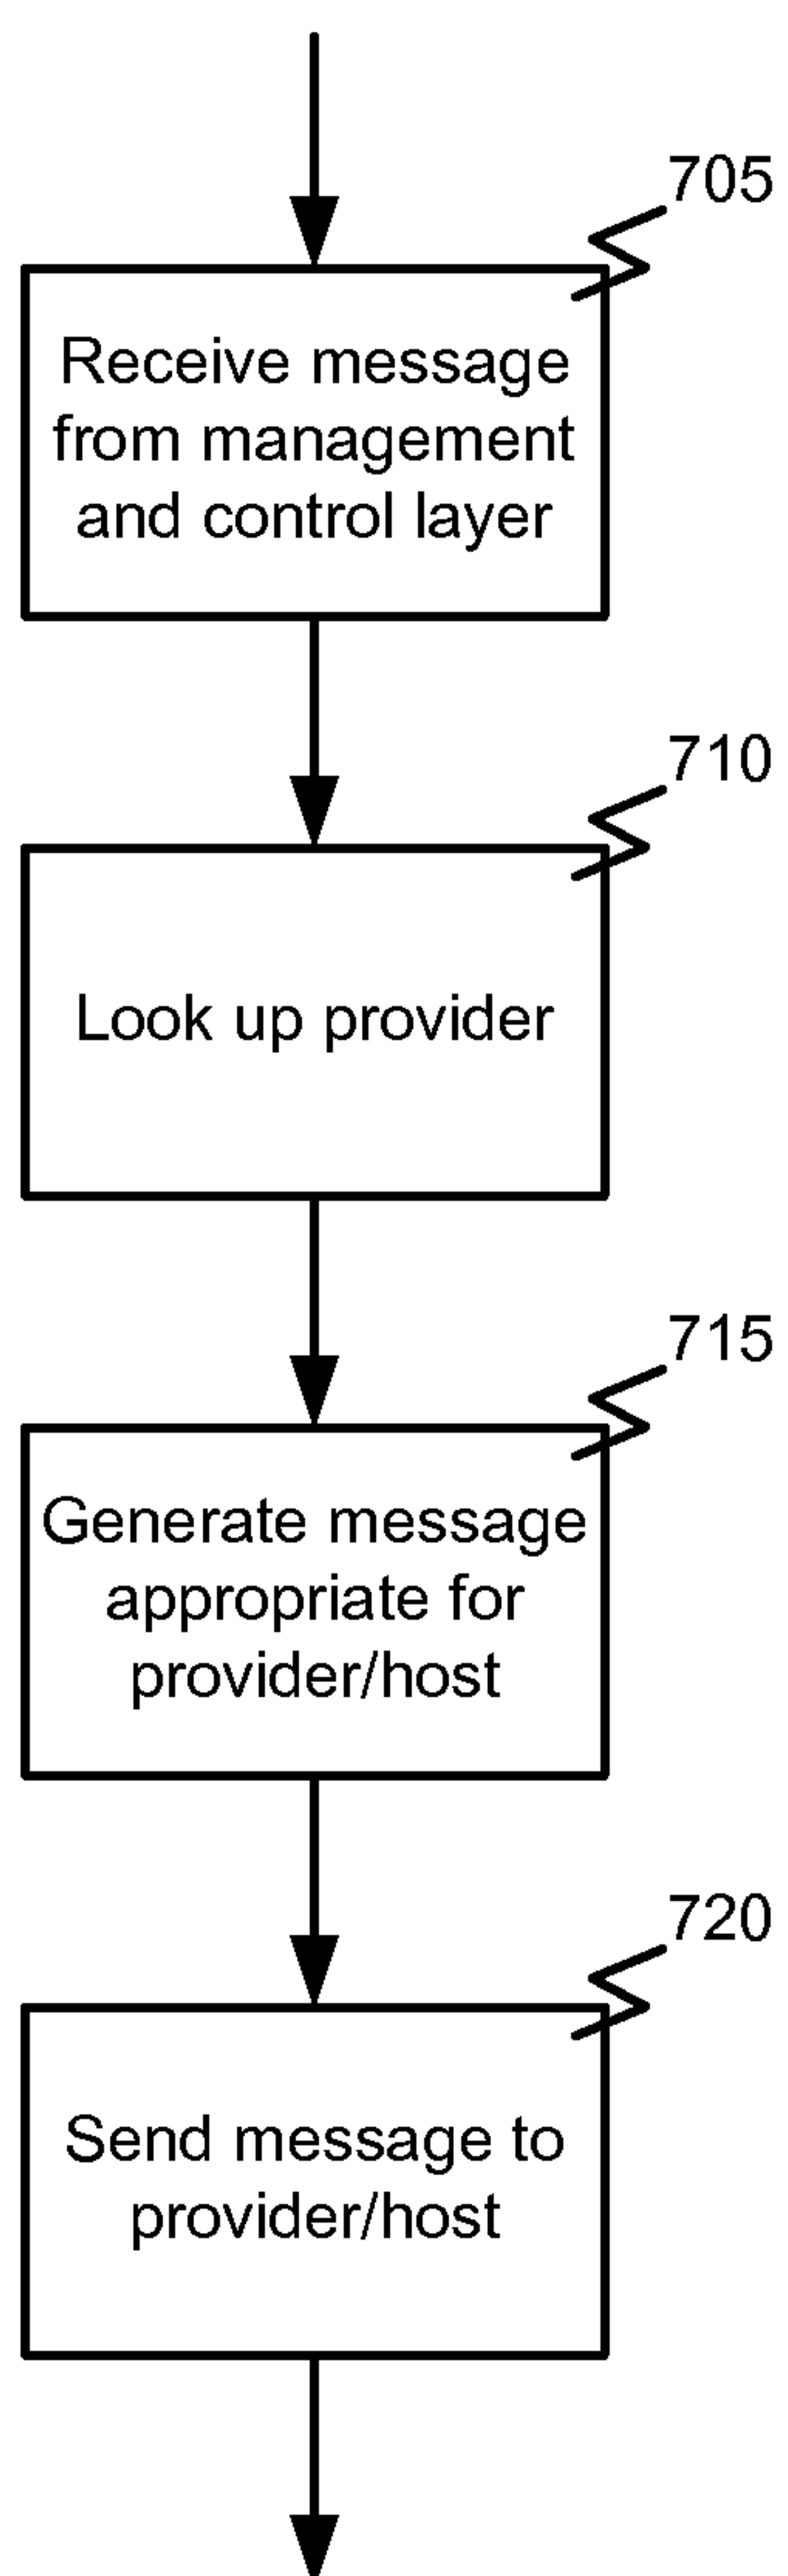 705
Receive message
from management
and control layer
710
Look up provider
715
Generate message
appropriate for
provider/host
720
Send message to
provider/host